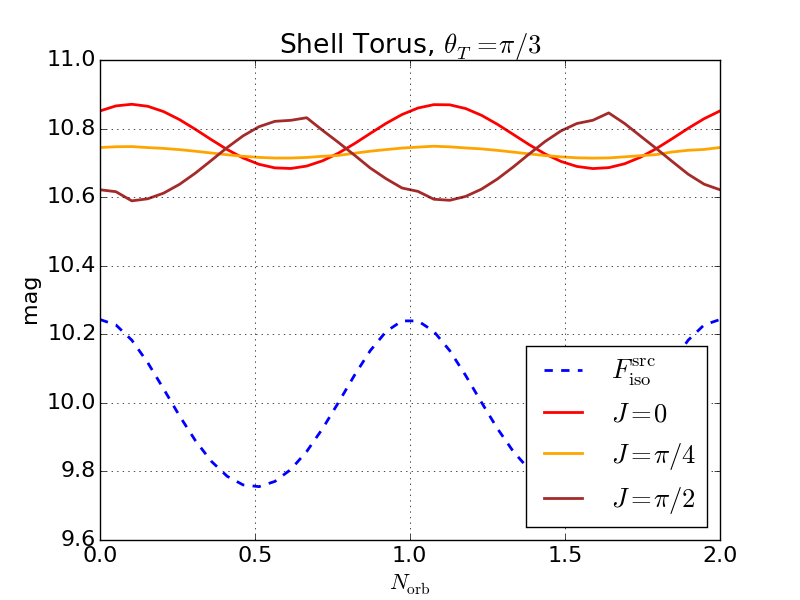 Shell Torus, θ_T = π/3
mag
11.0
10.8
10.6
10.4
10.2
10.0
9.8
9.6
0.0 0.5 1.0 1.5 2.0
N_orb
F_iso^src
J = 0
J = π/4
J = π/2